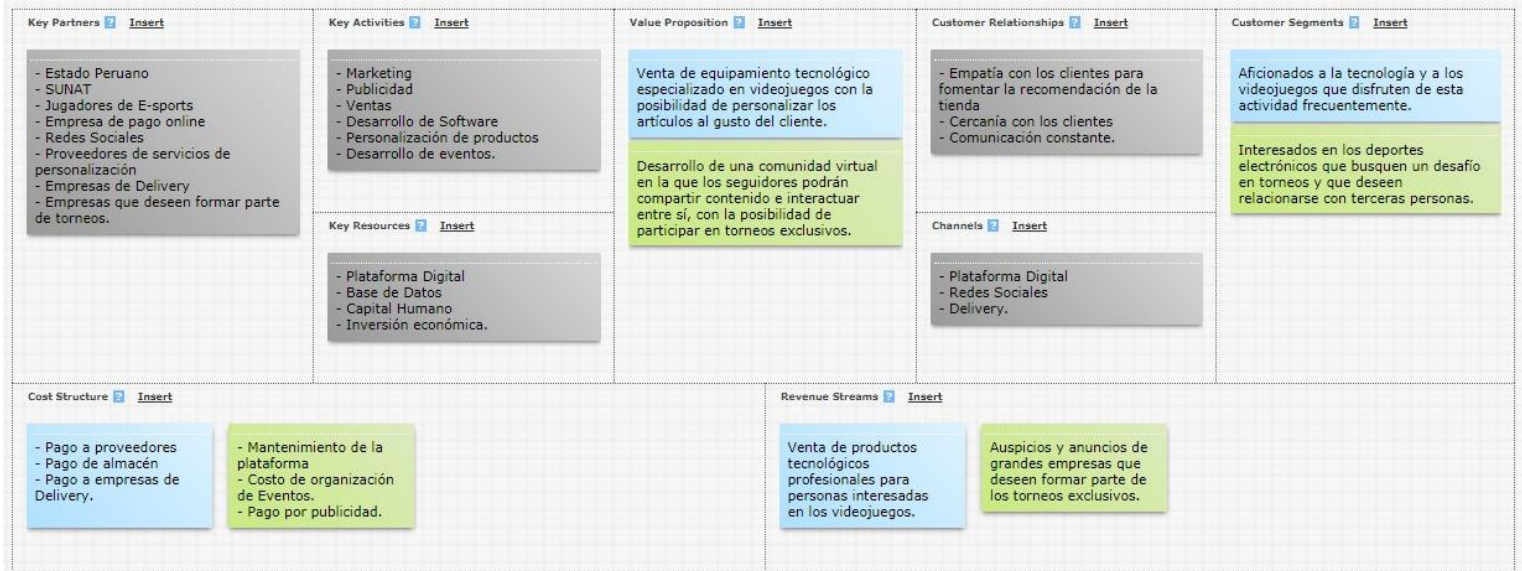 Key Partners ? Insert
- Estado Peruano
- SUNAT
- Jugadores de E-sports
- Empresa de pago online
- Redes Sociales
- Proveedores de servicios de
personalización
- Empresas de Delivery
- Empresas que deseen formar parte
de torneos.
Key Activities ? Insert
- Marketing
- Publicidad
- Ventas
- Desarrollo de Software
- Personalización de productos
- Desarrollo de eventos.
Key Resources ? Insert
- Plataforma Digital
- Base de Datos
- Capital Humano
- Inversión económica.
Value Proposition ? Insert
Venta de equipamiento tecnológico
especializado en videojuegos con la
posibilidad de personalizar los
artículos al gusto del cliente.
Desarrollo de una comunidad virtual
en la que los seguidores podrán
compartir contenido e interactuar
entre sí, con la posibilidad de
participar en torneos exclusivos.
Customer Relationships ? Insert
- Empatía con los clientes para
fomentar la recomendación de la
tienda
- Cercanía con los clientes
- Comunicación constante.
Channels ? Insert
- Plataforma Digital
- Redes Sociales
- Delivery.
Customer Segments ? Insert
Aficionados a la tecnología y a los
videojuegos que disfruten de esta
actividad frecuentemente.
Interesados en los deportes
electrónicos que busquen un desafío
en torneos y que deseen
relacionarse con terceras personas.
Cost Structure ? Insert
- Pago a proveedores
- Pago de almacén
- Pago a empresas de
Delivery.
- Mantenimiento de la
plataforma
- Costo de organización
de Eventos.
- Pago por publicidad.
Revenue Streams ? Insert
Venta de productos
tecnológicos
profesionales para
personas interesadas
en los videojuegos.
Auspicios y anuncios de
grandes empresas que
deseen formar parte de
los torneos exclusivos.